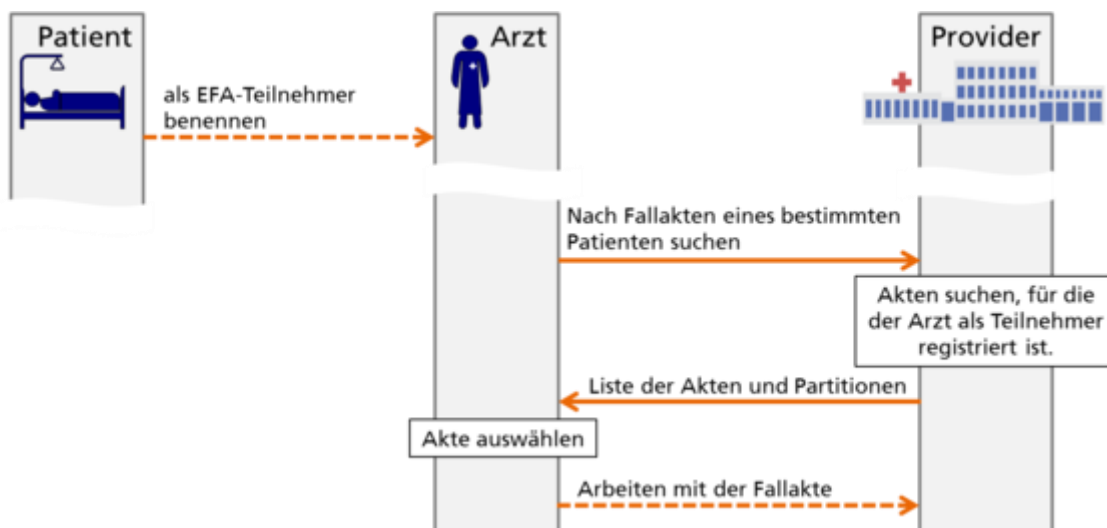 Patient
Arzt
Provider
als EFA-Teilnehmer
benennen
Nach Fallakten eines bestimmten
Patienten suchen
Akten suchen, für die
der Arzt als Teilnehmer
registriert ist.
Liste der Akten und Partitionen
Akte auswählen
Arbeiten mit der Fallakte